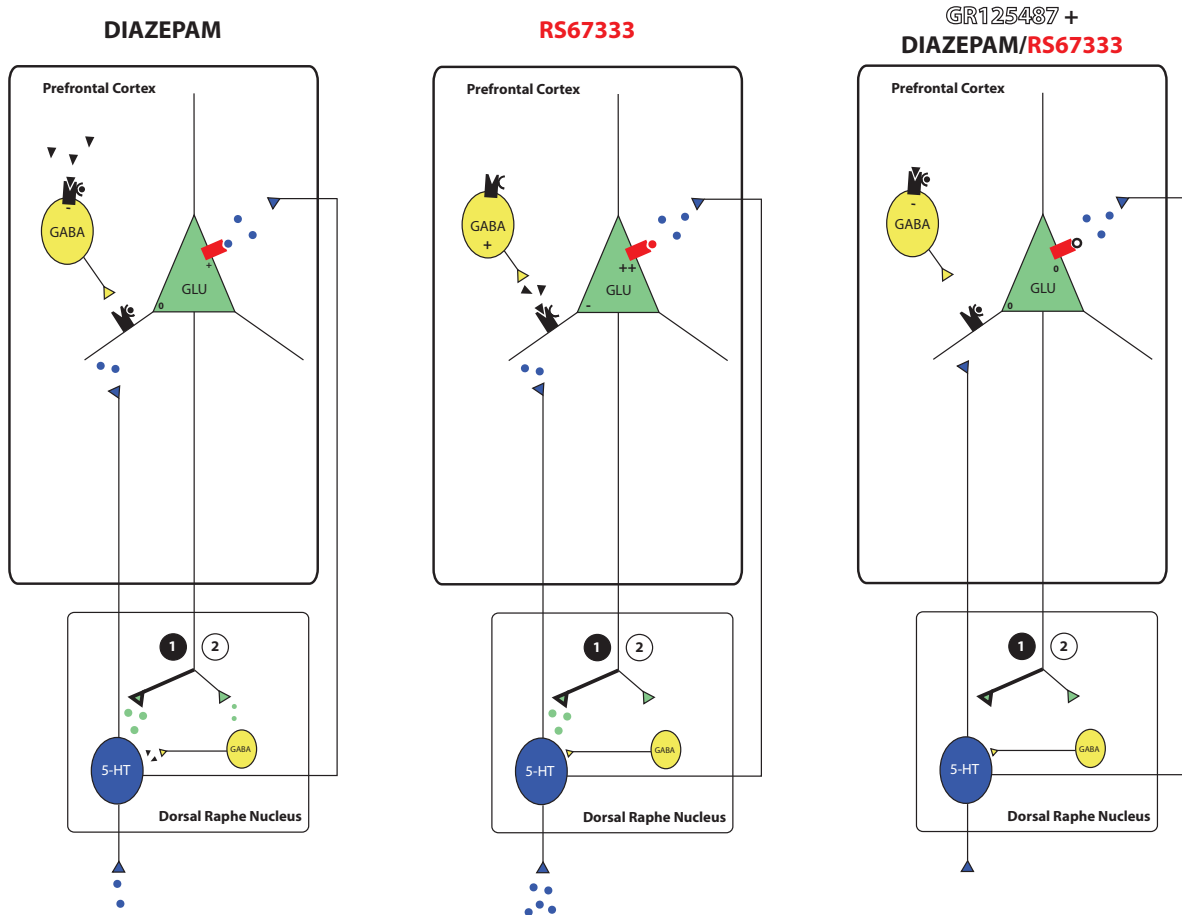 DIAZEPAM
Prefrontal Cortex
-
GABA
+
GLU
0
1
2
5-HT
GABA
Dorsal Raphe Nucleus
RS67333
Prefrontal Cortex
GABA
+
++
GLU
-
1
2
5-HT
GABA
Dorsal Raphe Nucleus
GR125487 +
DIAZEPAM/RS67333
Prefrontal Cortex
-
GABA
0
GLU
0
1
2
5-HT
GABA
Dorsal Raphe Nucleus